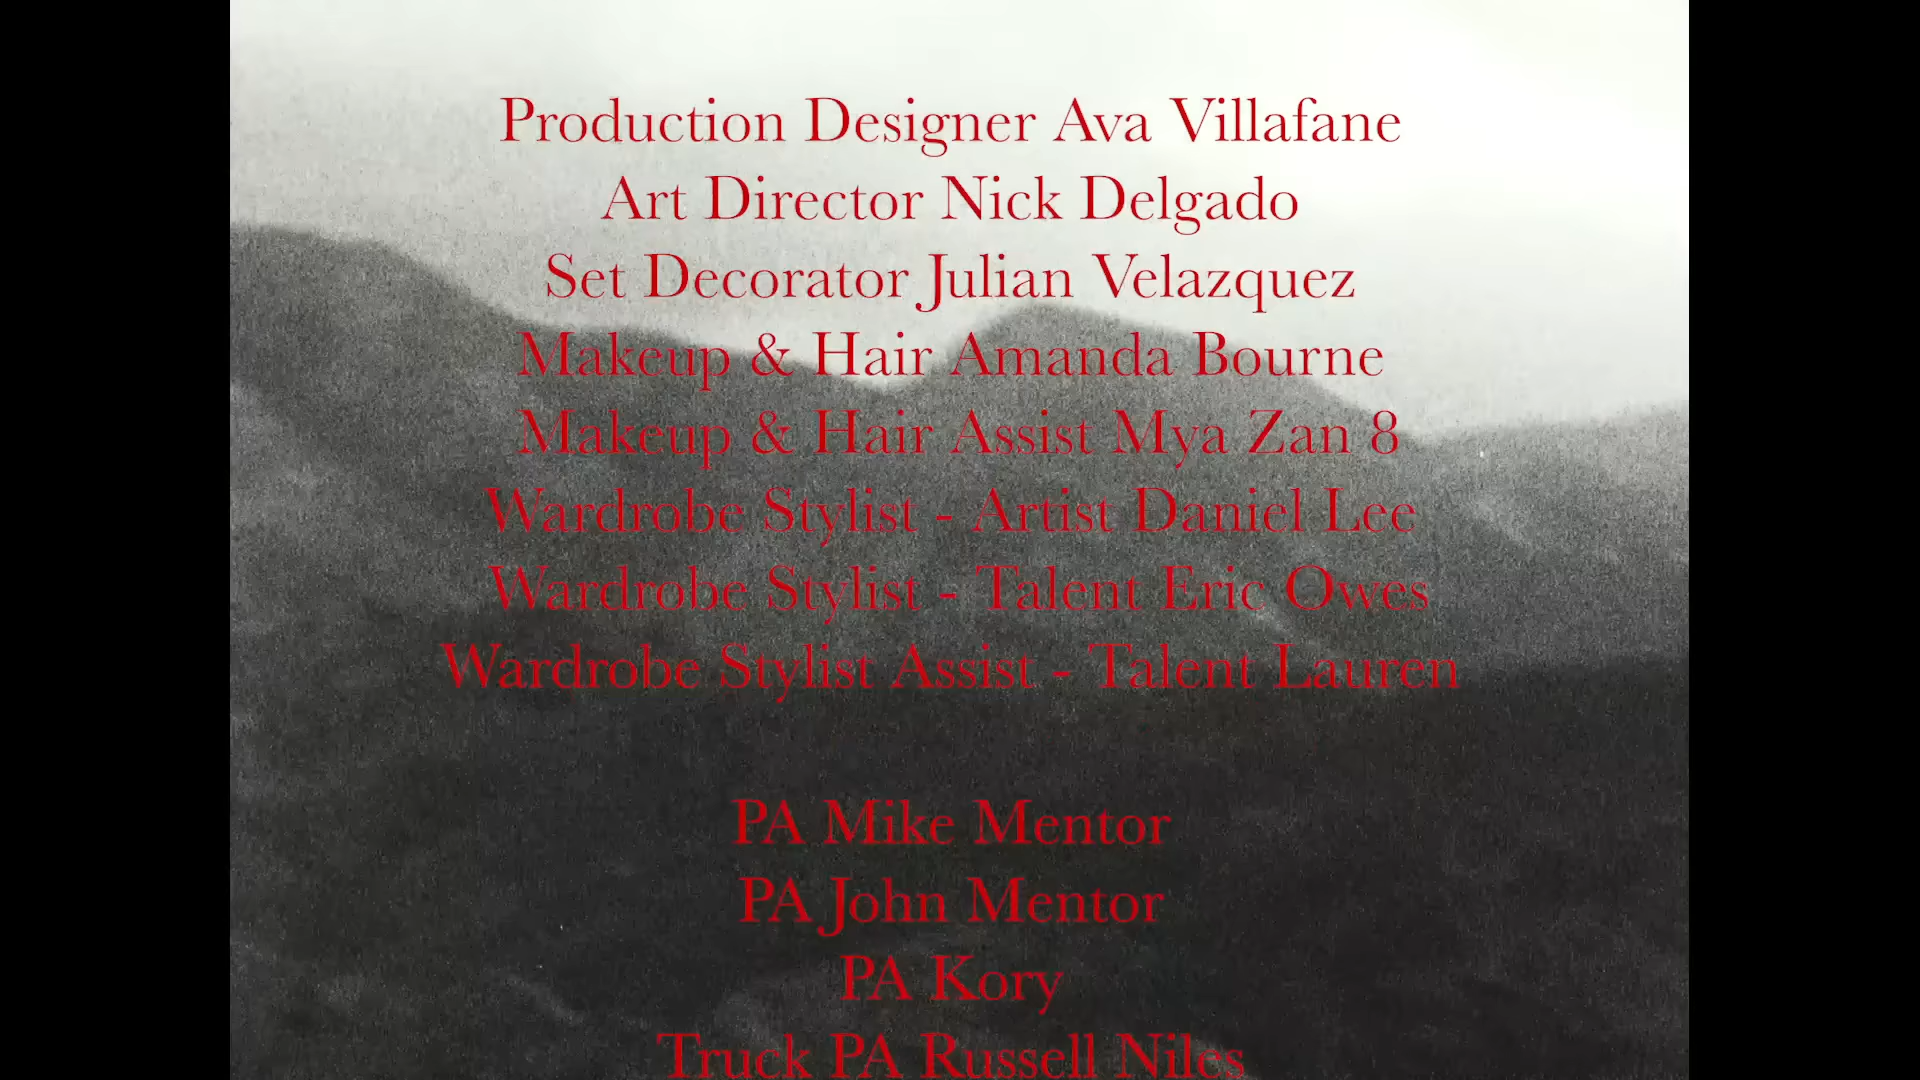 Production Designer Ava Villafane
Art Director Nick Delgado
Set Decorator Julian Velazquez
Makeup & Hair Amanda Bourne
Makeup & Hair Assist Mya Zan 8
Wardrobe Stylist - Artist Daniel Lee
Wardrobe Stylist - Talent Eric Owes
Wardrobe Stylist Assist - Talent Lauren
PA Mike Mentor
PA John Mentor
PA Kory
Truck PA Russell Niles